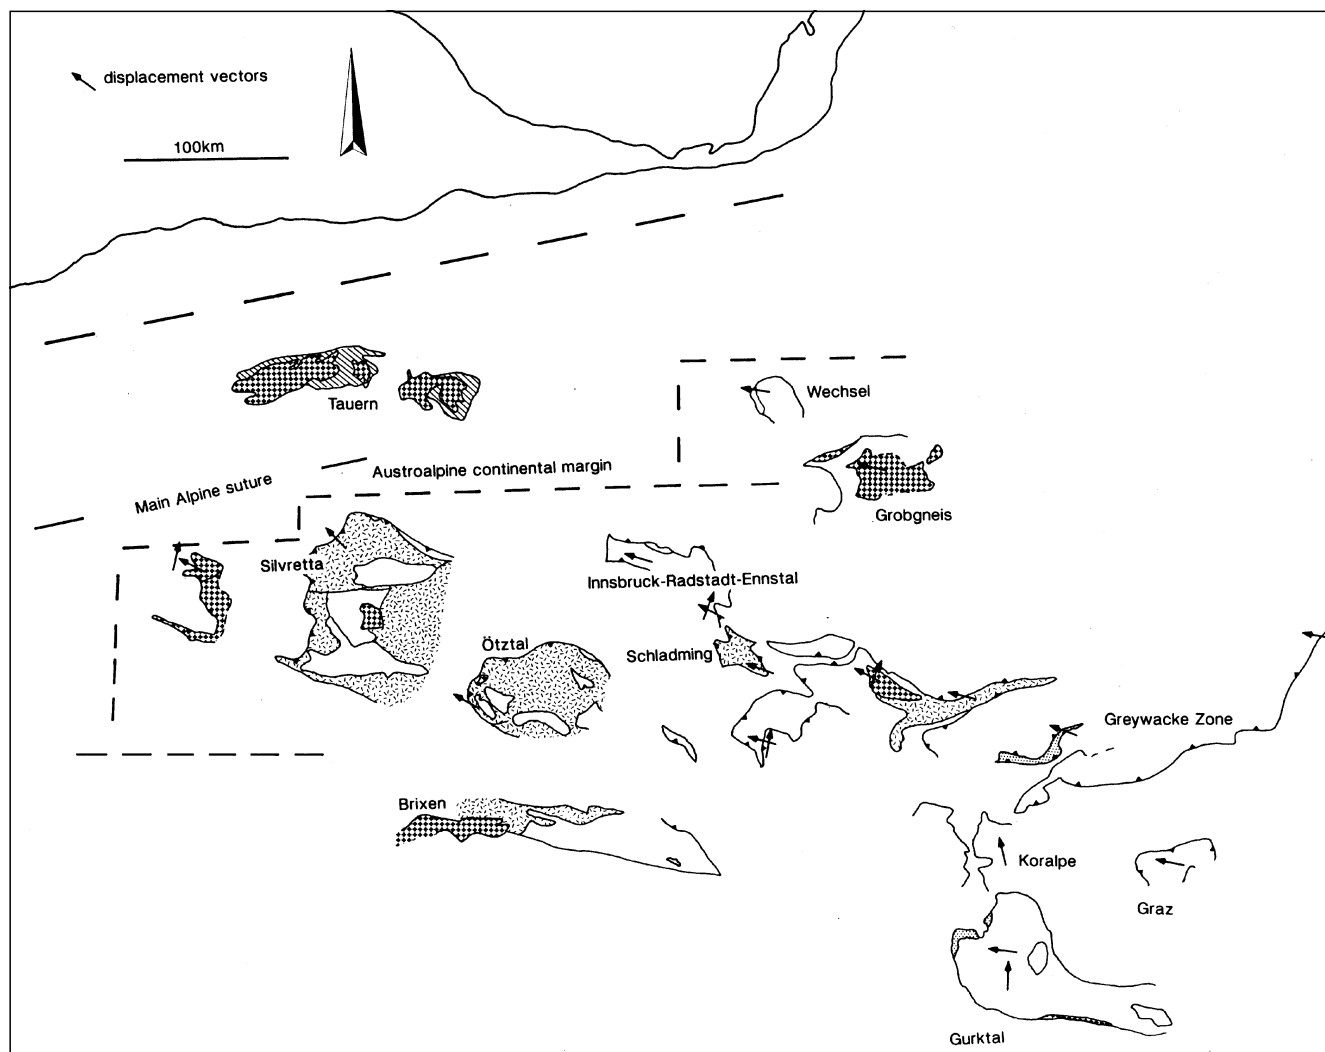 displacement vectors
100km
Tauern
Wechsel
Austroalpine continental margin
Main Alpine suture
Grobgneis
Silvretta
Innsbruck-Radstadt-Ennstal
Ötztal
Schladming
Greywacke Zone
Brixen
Koralpe
Graz
Gurktal